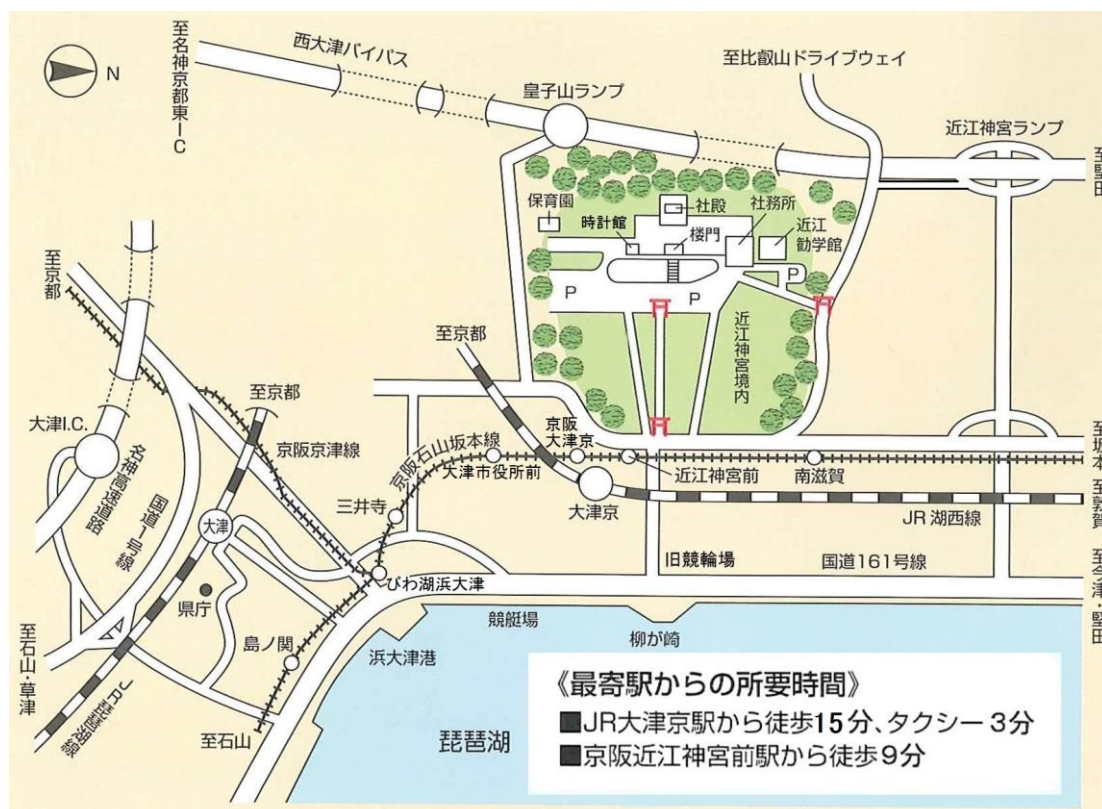 至名神京都東IC
西大津バイパス
N
至比叡山ドライブウェイ
皇子山ランプ
近江神宮ランプ
至堅田
保育園
社殿
社務所
時計館
楼門
近江
勧学館
P
P
P
近江神宮境内
至京都
至京都
至京都
大津I.C.
名神高速道路
国道1号線
京阪京津線
京阪石山坂本線
大津市役所前
京阪
大津京
近江神宮前
南滋賀
至坂本
三井寺
大津京
JR湖西線
至敦賀
大津
びわ湖浜大津
旧競輪場
国道161号線
至今津・堅田
県庁
島ノ関
浜大津港
競艇場
柳が崎
至石山・草津
JR琵琶湖線
至石山
琵琶湖
《最寄駅からの所要時間》
■JR大津京駅から徒歩15分、タクシー3分
■京阪近江神宮前駅から徒歩9分